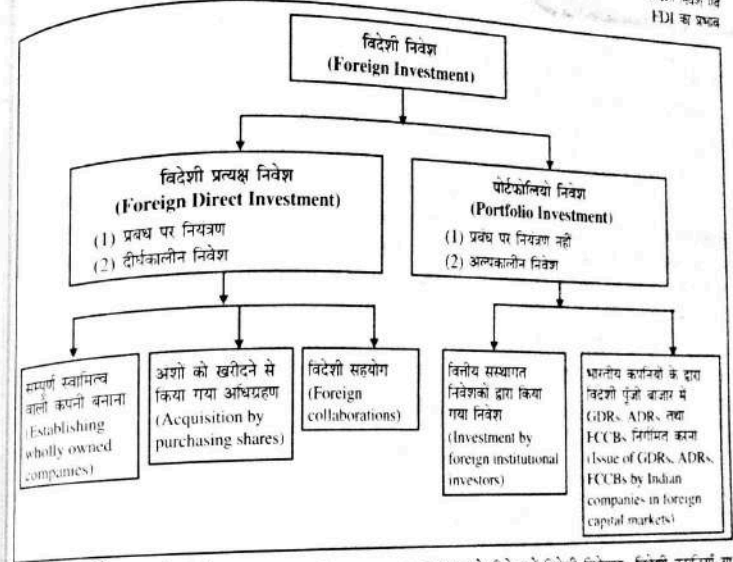 FDI का प्रभाव
विदेशी निवेश
(Foreign Investment)
विदेशी प्रत्यक्ष निवेश
(Foreign Direct Investment)
(1) प्रबंध पर नियंत्रण
(2) दीर्घकालीन निवेश
पोर्टफोलियो निवेश
(Portfolio Investment)
(1) प्रबंध पर नियंत्रण नहीं
(2) अल्पकालीन निवेश
सम्पूर्ण स्वामित्व
वाली कंपनी बनाना
(Establishing
wholly owned
companies)
अंशों को खरीदने से
किया गया अधिग्रहण
(Acquisition by
purchasing shares)
विदेशी सहयोग
(Foreign
collaborations)
वित्तीय संस्थागत
निवेशकों द्वारा किया
गया निवेश
(Investment by
foreign institutional
investors)
भारतीय कंपनियों के द्वारा
विदेशी पूँजी बाजार में
GDRs, ADRs तथा
FCCBs निर्गमित करना
(Issue of GDRs, ADRs,
FCCBs by Indian
companies in foreign
capital markets)